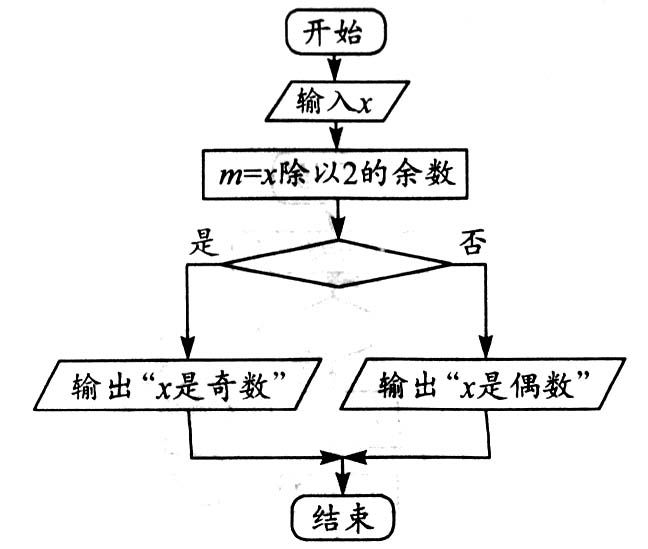 开始
输入x
m=x除以2的余数
是
否
输出“x是奇数”
输出“x是偶数”
结束